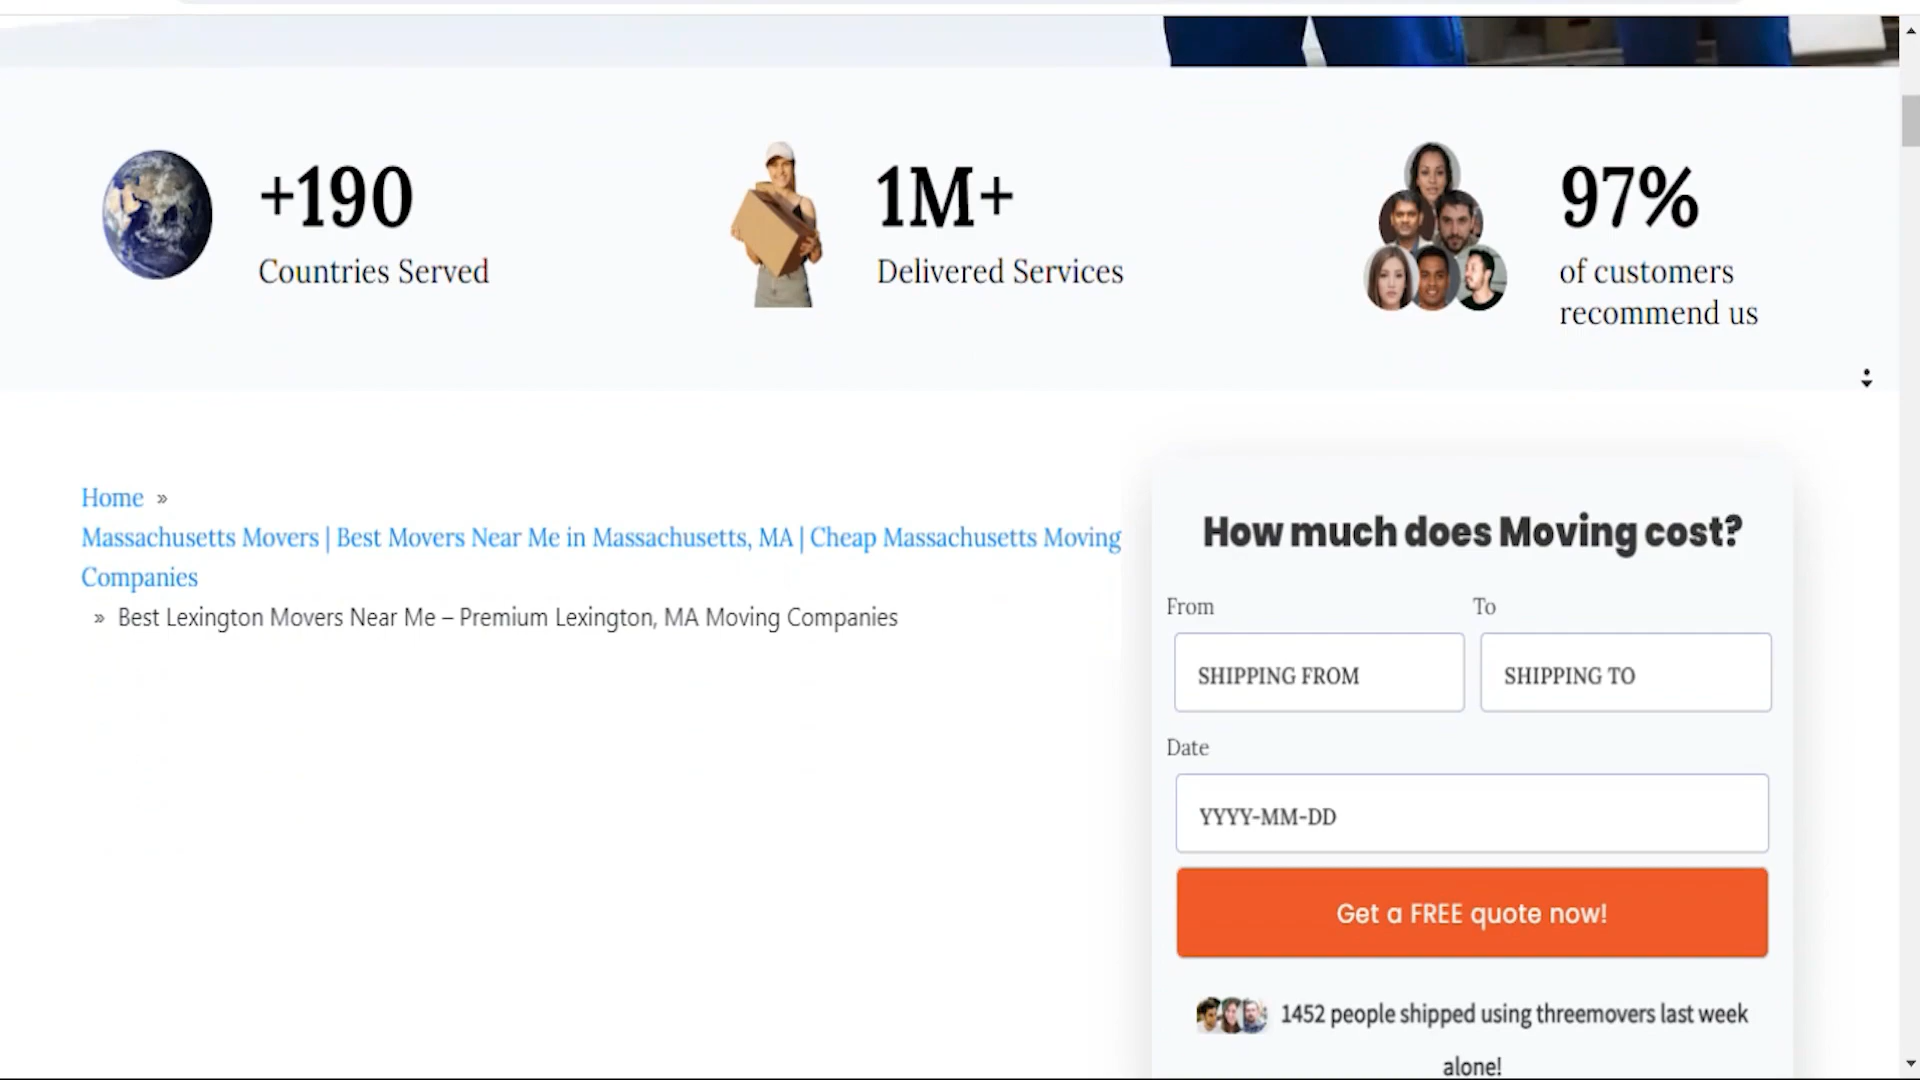 +190
Countries Served
1M+
Delivered Services
97%
of customers
recommend us
Home »
Massachusetts Movers | Best Movers Near Me in Massachusetts, MA | Cheap Massachusetts Moving
Companies
» Best Lexington Movers Near Me – Premium Lexington, MA Moving Companies
How much does Moving cost?
From To
SHIPPING FROM SHIPPING TO
Date
YYYY-MM-DD
Get a FREE quote now!
1452 people shipped using threemovers last week
alone!